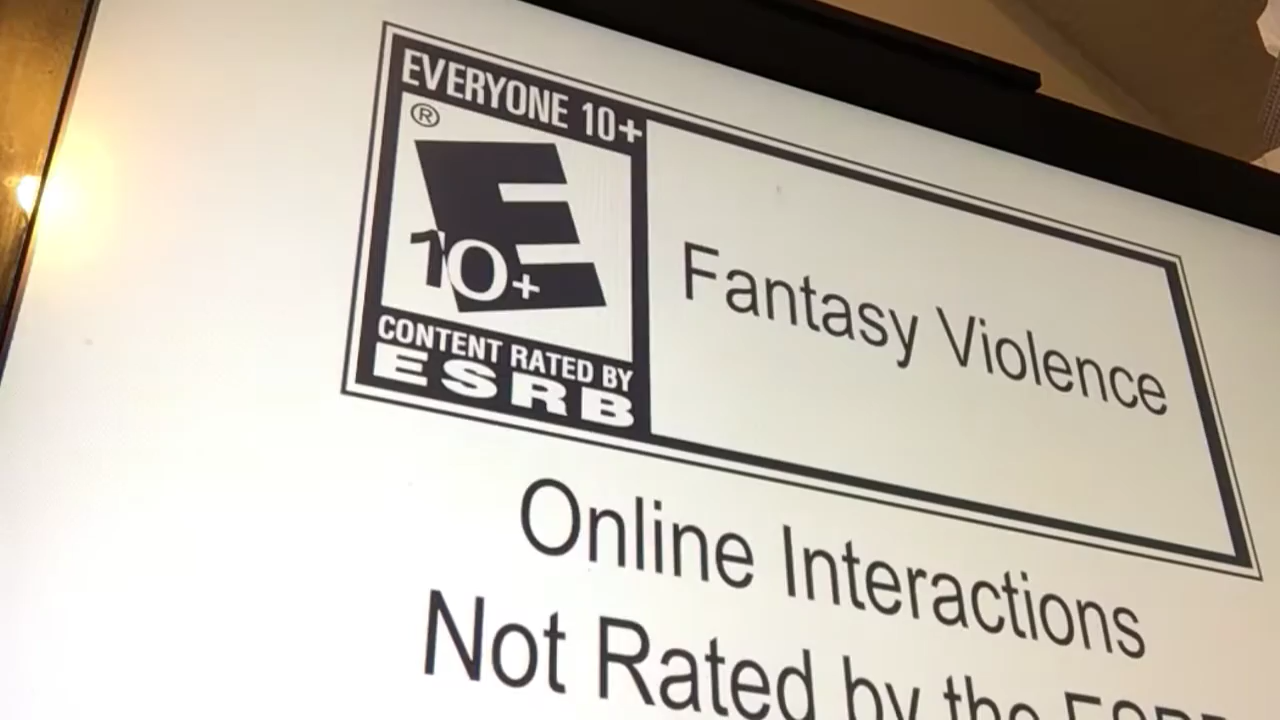 EVERYONE 10+
®
E
10+
CONTENT RATED BY
ESRB
Fantasy Violence
Online Interactions
Not Rated by the